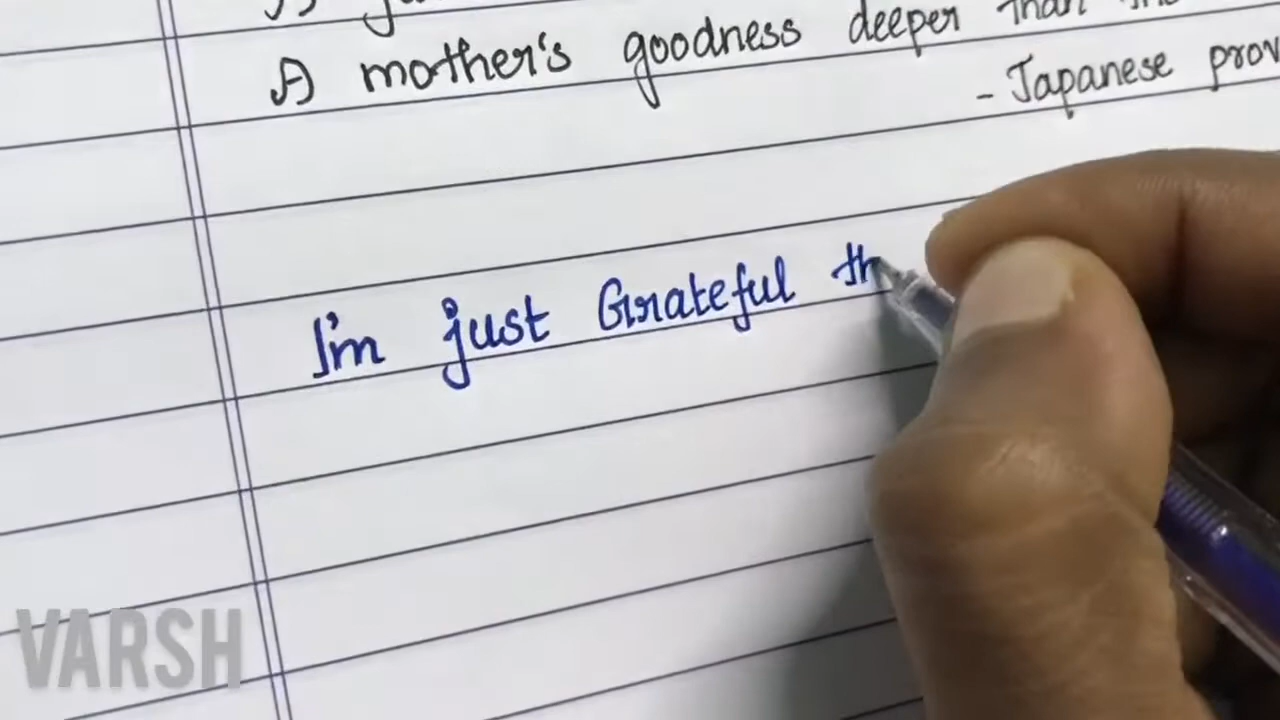 A mother's goodness deeper than
- Japanese prov
I'm just Grateful th
VARSH